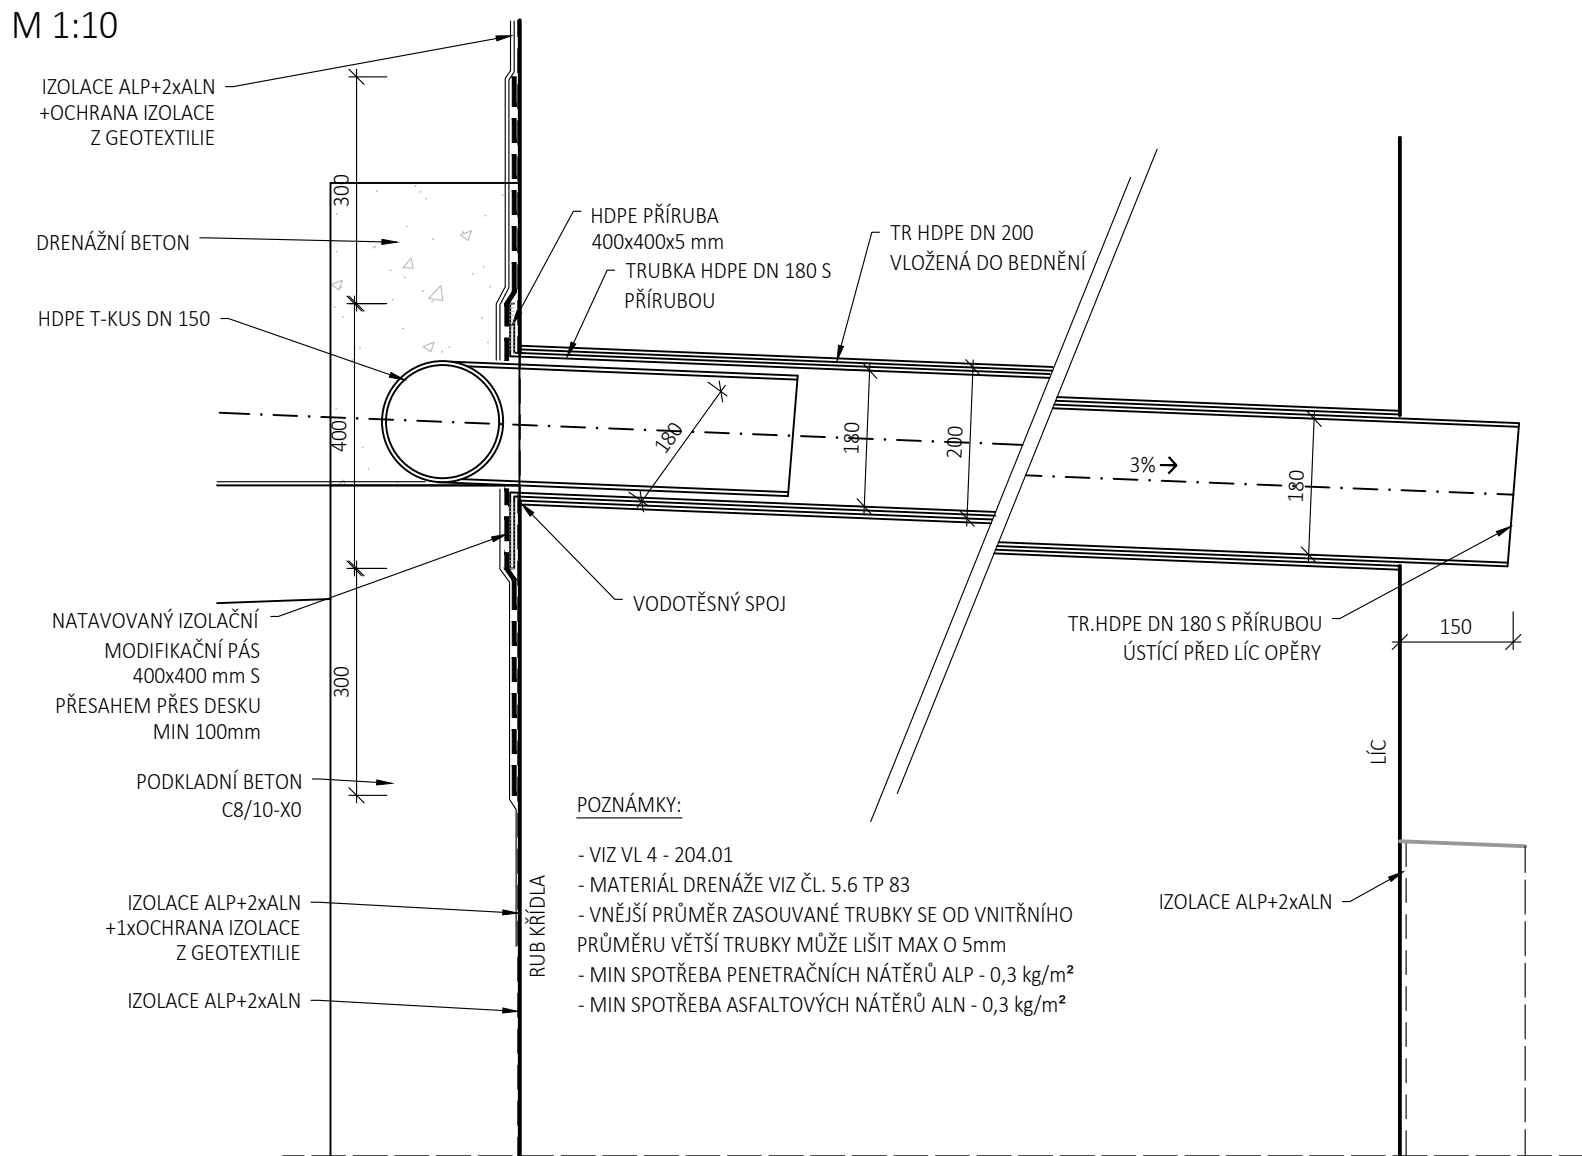 M 1:10
IZOLACE ALP+2xALN
+OCHRANA IZOLACE
Z GEOTEXTILIE
300
DRENÁŽNÍ BETON
HDPE PŘÍRUBA
400x400x5 mm
TRUBKA HDPE DN 180 S
PŘÍRUBOU
TR HDPE DN 200
VLOŽENÁ DO BEDNĚNÍ
HDPE T-KUS DN 150
400
180
180
200
3%
180
VODOTĚSNÝ SPOJ
NATAVOVANÝ IZOLAČNÍ
MODIFIKAČNÍ PÁS
400x400 mm S
PŘESAHEM PŘES DESKU
MIN 100mm
300
TR.HDPE DN 180 S PŘÍRUBOU
ÚSTÍCÍ PŘED LÍC OPĚRY
150
LÍC
PODKLADNÍ BETON
C8/10-X0
POZNÁMKY:
- VIZ VL 4 - 204.01
- MATERIÁL DRENÁŽE VIZ ČL. 5.6 TP 83
- VNĚJŠÍ PRŮMĚR ZASOUVANÉ TRUBKY SE OD VNITŘNÍHO
PRŮMĚRU VĚTŠÍ TRUBKY MŮŽE LIŠIT MAX O 5mm
- MIN SPOTŘEBA PENETRAČNÍCH NÁTĚRŮ ALP - 0,3 kg/m²
- MIN SPOTŘEBA ASFALTOVÝCH NÁTĚRŮ ALN - 0,3 kg/m²
RUB KŘÍDLA
IZOLACE ALP+2xALN
+1xOCHRANA IZOLACE
Z GEOTEXTILIE
IZOLACE ALP+2xALN
IZOLACE ALP+2xALN